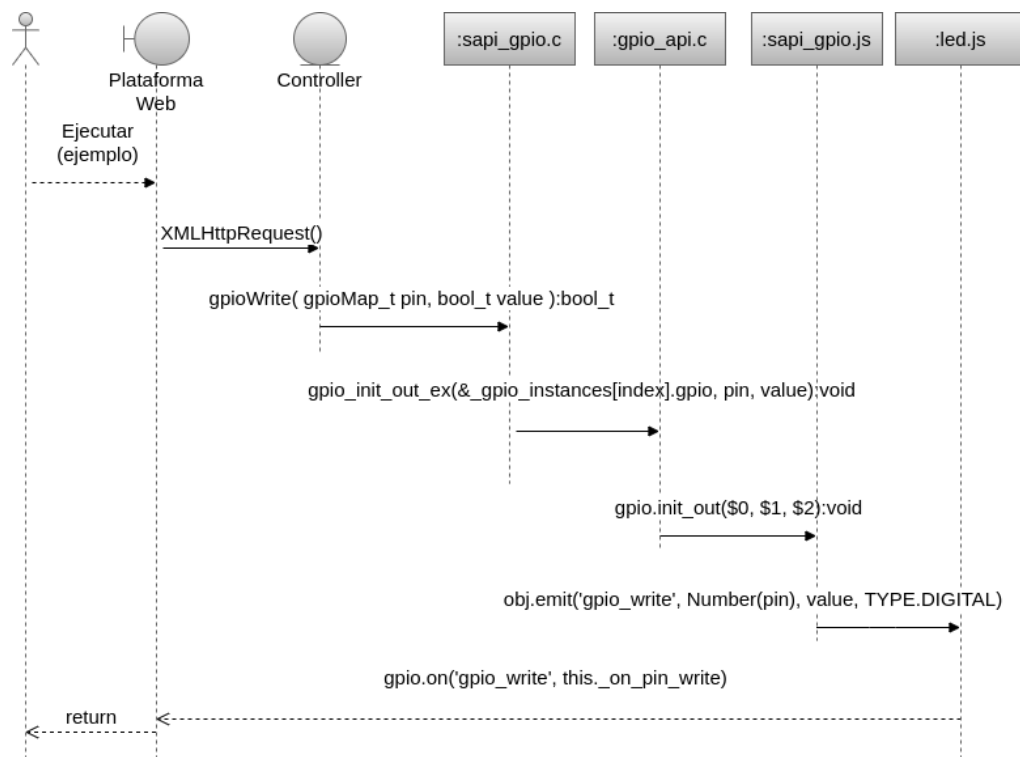 :sapi_gpio.c
:gpio_api.c
:sapi_gpio.js
:led.js
Plataforma
Web
Controller
Ejecutar
(ejemplo)
XMLHttpRequest()
gpioWrite( gpioMap_t pin, bool_t value ):bool_t
gpio_init_out_ex(&_gpio_instances[index].gpio, pin, value):void
gpio.init_out($0, $1, $2):void
obj.emit('gpio_write', Number(pin), value, TYPE.DIGITAL)
gpio.on('gpio_write', this._on_pin_write)
return